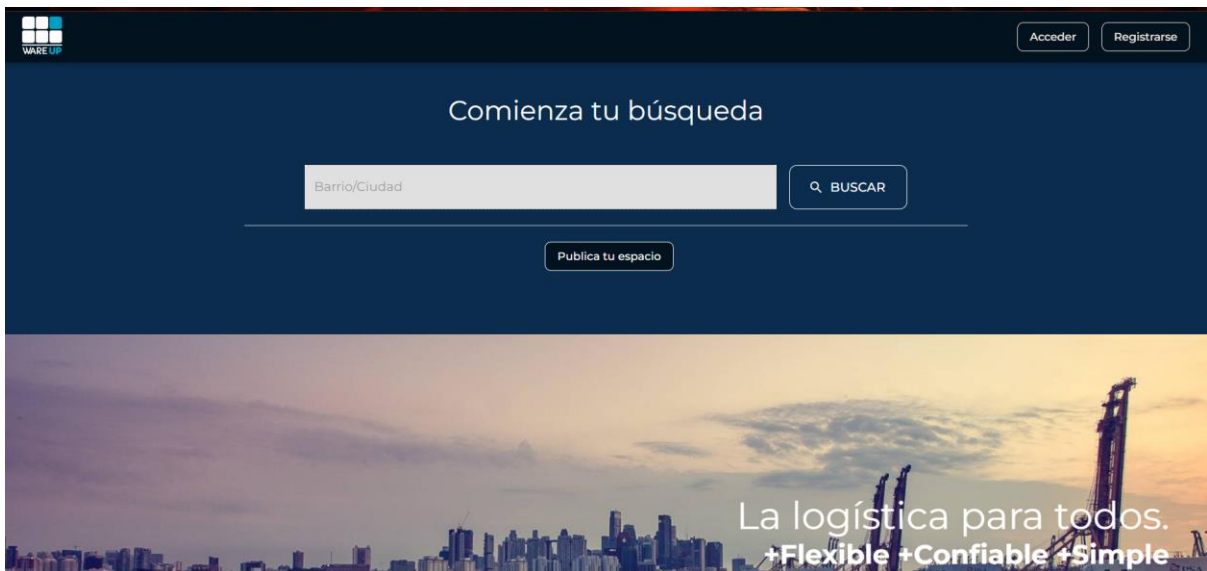 WARE UP
Acceder
Registrarse
Comienza tu búsqueda
Barrio/Ciudad
BUSCAR
Publica tu espacio
La logística para todos.
+Flexible +Confiable +Simple